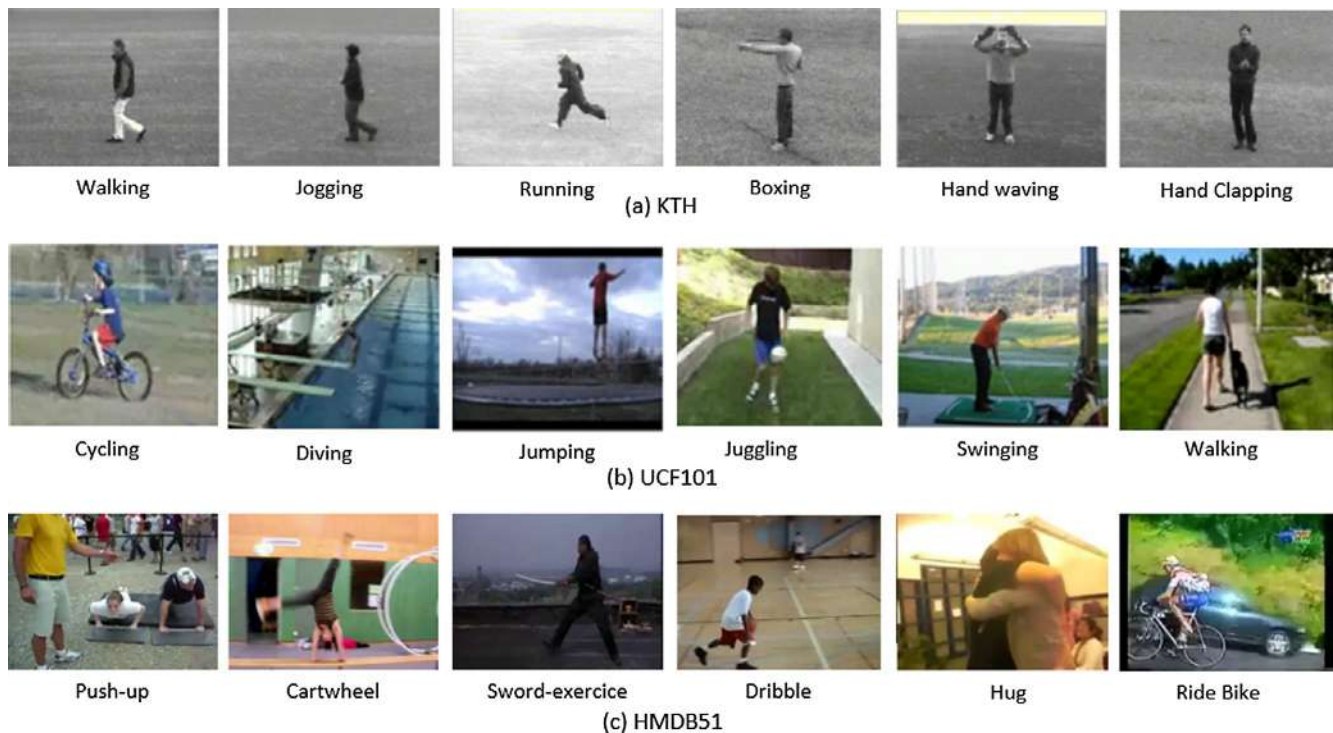 Walking Jogging Running Boxing Hand waving Hand Clapping
(a) KTH
Cycling Diving Jumping Juggling Swinging Walking
(b) UCF101
Push-up Cartwheel Sword-exercice Dribble Hug Ride Bike
(c) HMDB51